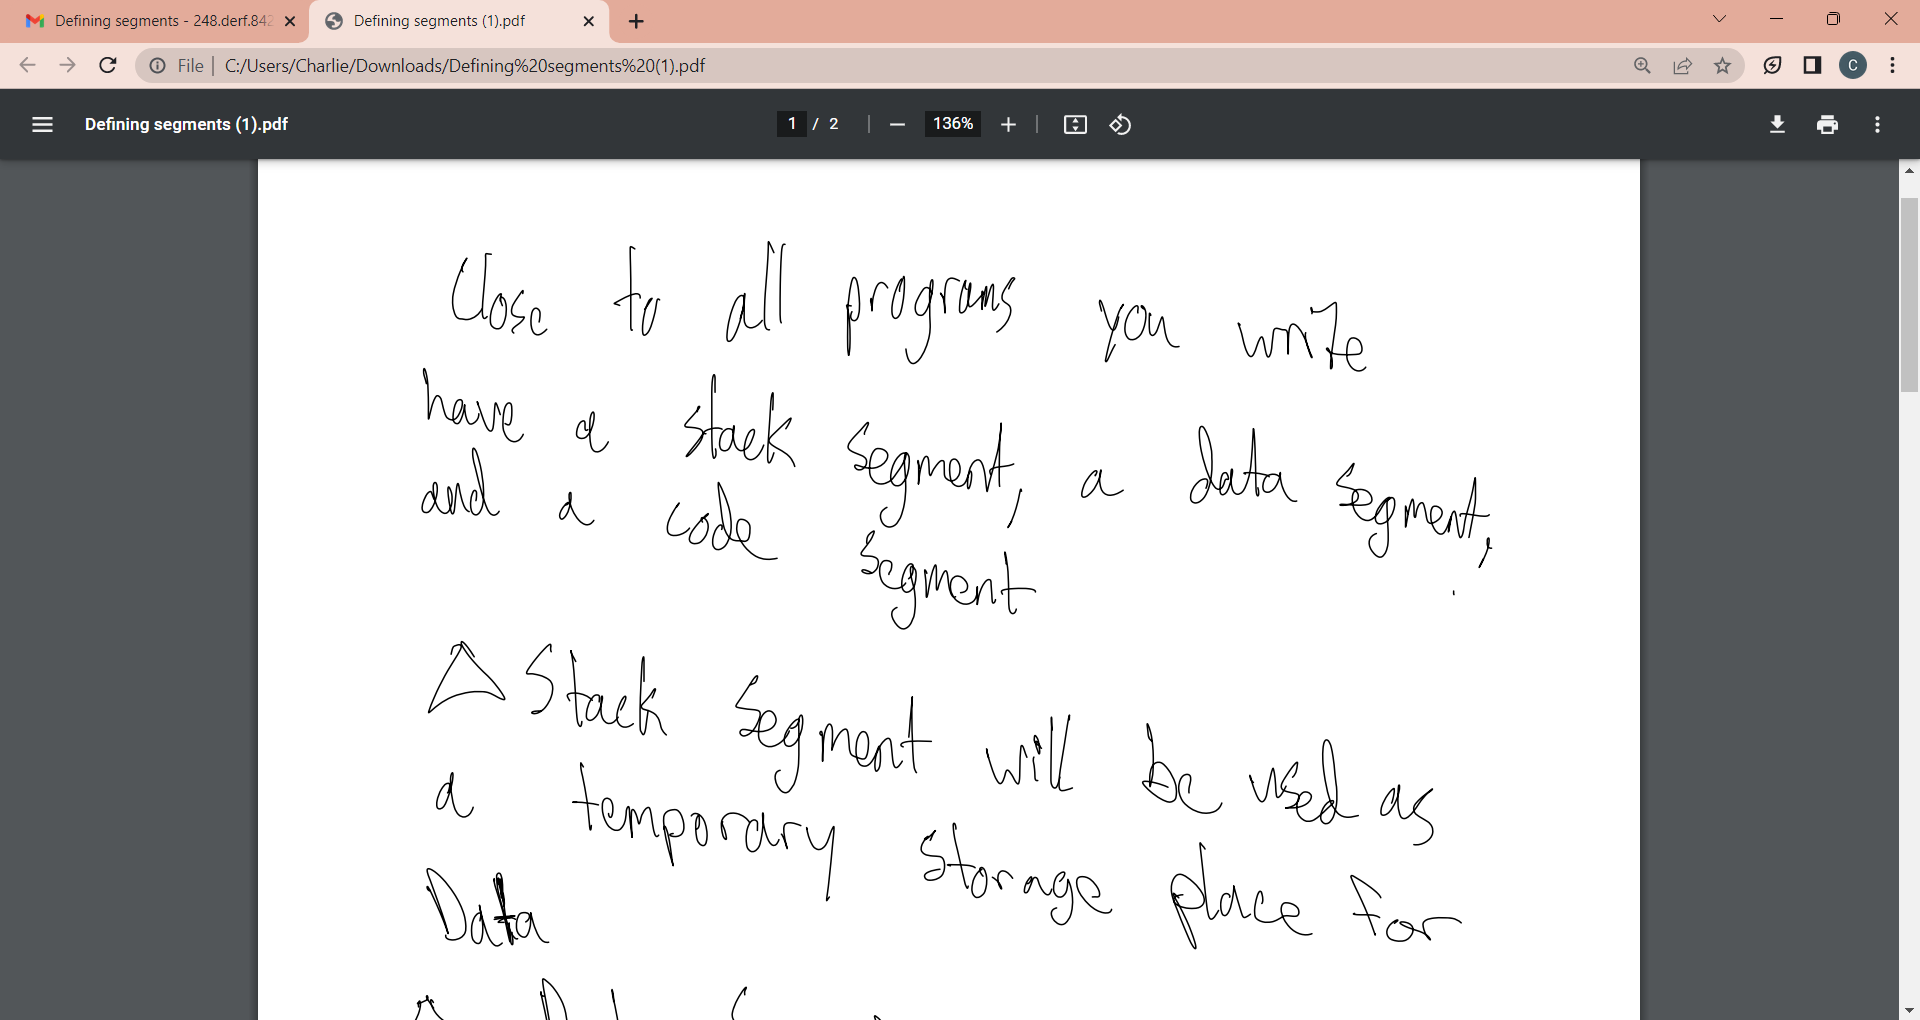 Defining segments - 248.derf.842
Defining segments (1).pdf
File | C:/Users/Charlie/Downloads/Defining%20segments%20(1).pdf
C
Defining segments (1).pdf
1 / 2
136%
Close to all programs you write
have a stack segment, a data segment,
and a code segment
Stack segment will be used as
a temporary storage place for
Data